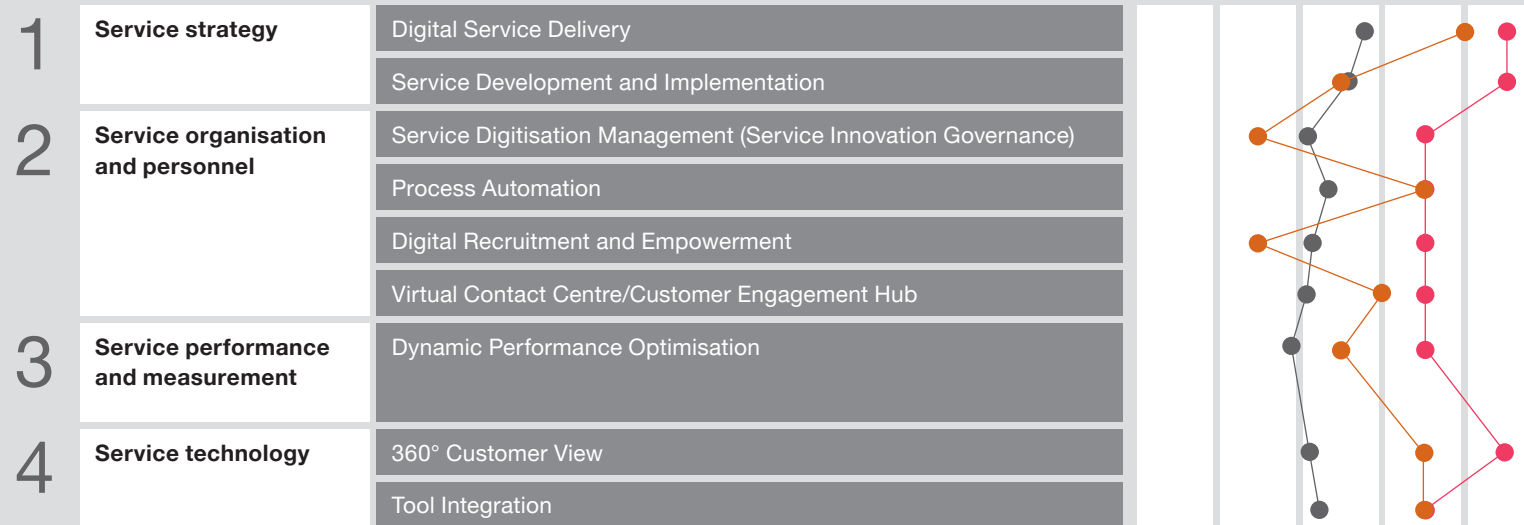 1
Service strategy
Digital Service Delivery
Service Development and Implementation
2
Service organisation
and personnel
Service Digitisation Management (Service Innovation Governance)
Process Automation
Digital Recruitment and Empowerment
Virtual Contact Centre/Customer Engagement Hub
3
Service performance
and measurement
Dynamic Performance Optimisation
4
Service technology
360° Customer View
Tool Integration